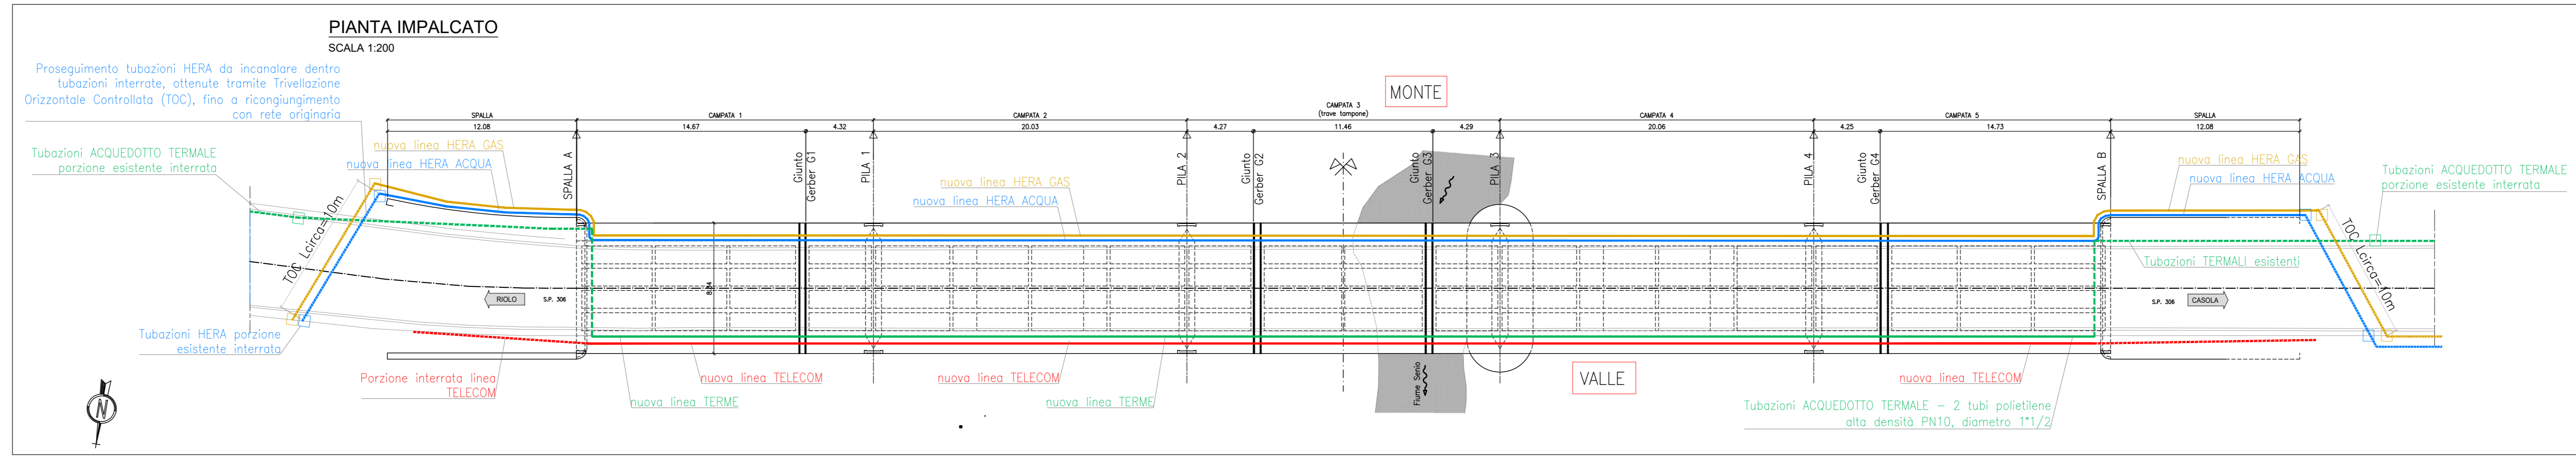 PIANTA IMPALCATO
SCALA 1:200
Proseguimento tubazioni HERA da incanalare dentro
tubazioni interrate, ottenute tramite Trivellazione
Orizzontale Controllata (TOC), fino a ricongiungimento
con rete originaria
MONTE
SPALLA
CAMPATA 1
CAMPATA 2
CAMPATA 3
(trave tampone)
CAMPATA 4
CAMPATA 5
SPALLA
12.08
14.67
4.32
20.03
4.27
11.46
4.29
20.06
4.25
14.73
12.08
Tubazioni ACQUEDOTTO TERMALE
porzione esistente interrata
nuova linea HERA GAS
nuova linea HERA ACQUA
SPALLA A
Giunto
Gerber G1
PILA 1
nuova linea HERA GAS
nuova linea HERA ACQUA
PILA 2
Giunto
Gerber G2
Giunto
Gerber G3
PILA 3
PILA 4
Giunto
Gerber G4
SPALLA B
nuova linea HERA GAS
nuova linea HERA ACQUA
Tubazioni ACQUEDOTTO TERMALE
porzione esistente interrata
TOC Lcirca=10m
TOC Lcirca=10m
Tubazioni TERMALI esistenti
RIOLO
S.P. 306
8.34
S.P. 306
CASOLA
Tubazioni HERA porzione
esistente interrata
Porzione interrata linea
TELECOM
nuova linea TELECOM
nuova linea TERME
nuova linea TELECOM
nuova linea TERME
Fiume Senio
VALLE
nuova linea TELECOM
Tubazioni ACQUEDOTTO TERMALE – 2 tubi polietilene
alta densità PN10, diametro 1"1/2
N